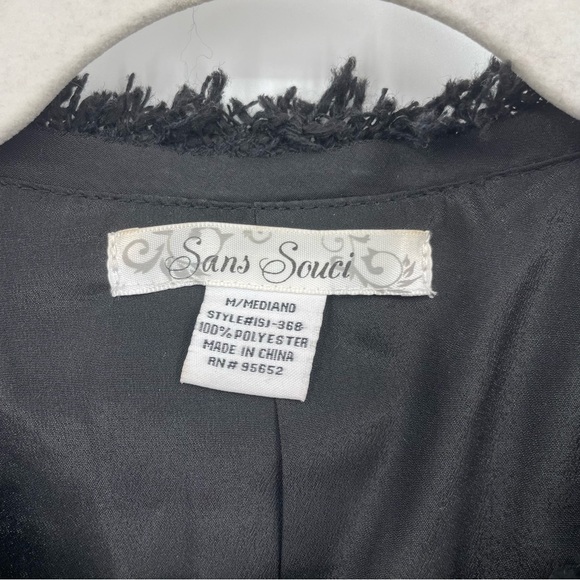 Sans Souci
M/MEDIANO
STYLE#ISJ-368
100% POLYESTER
MADE IN CHINA
RN# 95652